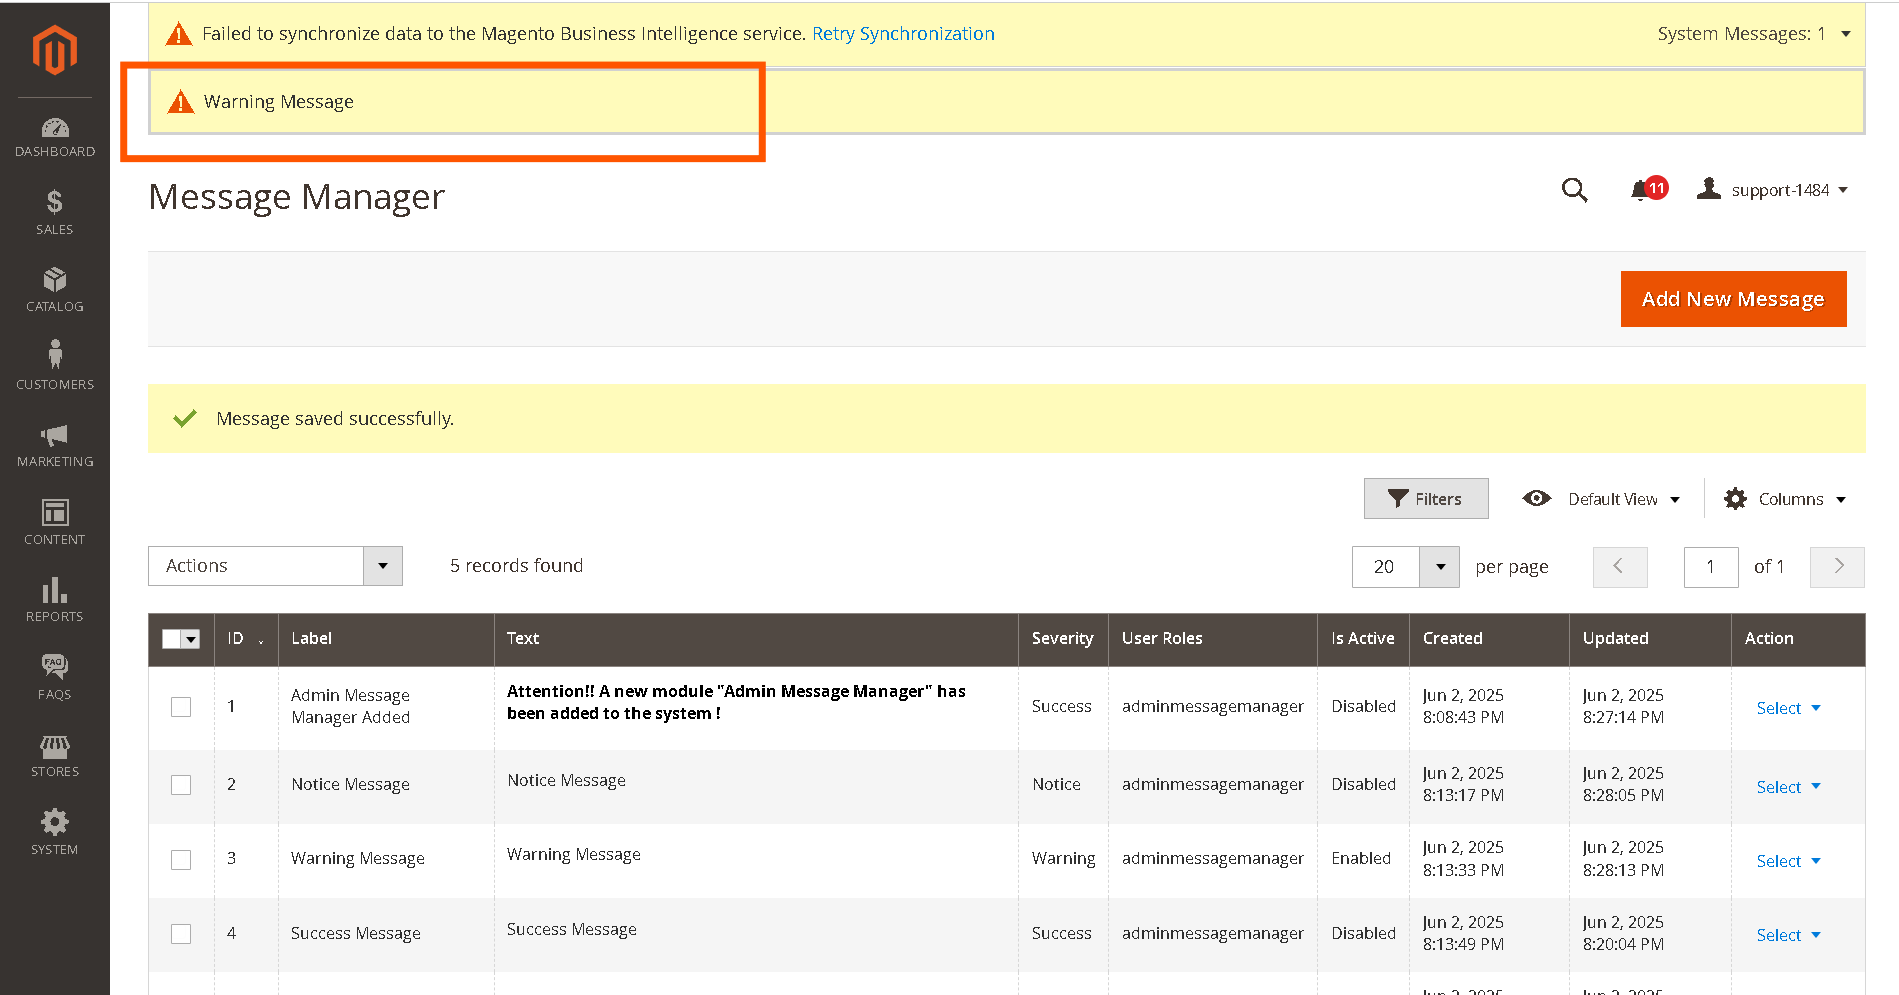 Failed to synchronize data to the Magento Business Intelligence service. Retry Synchronization
System Messages: 1
Warning Message
DASHBOARD
SALES
CATALOG
CUSTOMERS
MARKETING
CONTENT
REPORTS
FAQ
FAQS
STORES
SYSTEM
Message Manager
11
support-1484
Add New Message
Message saved successfully.
Filters
Default View
Columns
Actions
5 records found
20
per page
1
of 1
ID Label Text Severity User Roles Is Active Created Updated Action
1
Admin Message
Manager Added
Attention!! A new module "Admin Message Manager" has
been added to the system !
Success
adminmessagemanager
Disabled
Jun 2, 2025
8:08:43 PM
Jun 2, 2025
8:27:14 PM
Select
2
Notice Message
Notice Message
Notice
adminmessagemanager
Disabled
Jun 2, 2025
8:13:17 PM
Jun 2, 2025
8:28:05 PM
Select
3
Warning Message
Warning Message
Warning
adminmessagemanager
Enabled
Jun 2, 2025
8:13:33 PM
Jun 2, 2025
8:28:13 PM
Select
4
Success Message
Success Message
Success
adminmessagemanager
Disabled
Jun 2, 2025
8:13:49 PM
Jun 2, 2025
8:20:04 PM
Select